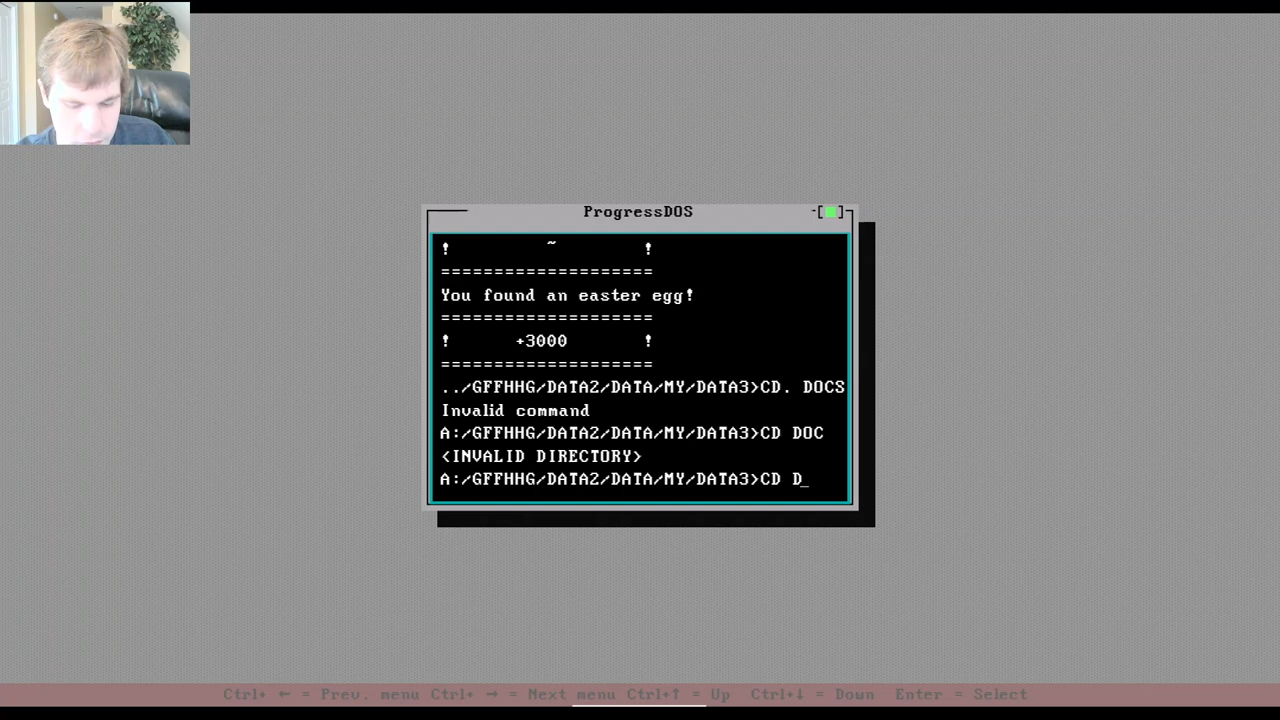 ProgressDOS
-[■]
! ~ !
====================
You found an easter egg!
====================
! +3000 !
====================
../GFFHHG/DATA2/DATA/MY/DATA3>CD. DOCS
Invalid command
A:/GFFHHG/DATA2/DATA/MY/DATA3>CD DOC
<INVALID DIRECTORY>
A:/GFFHHG/DATA2/DATA/MY/DATA3>CD D_
Ctrl+ ← = Prev. menu Ctrl+ → = Next menu Ctrl+↑ = Up Ctrl+↓ = Down Enter = Select